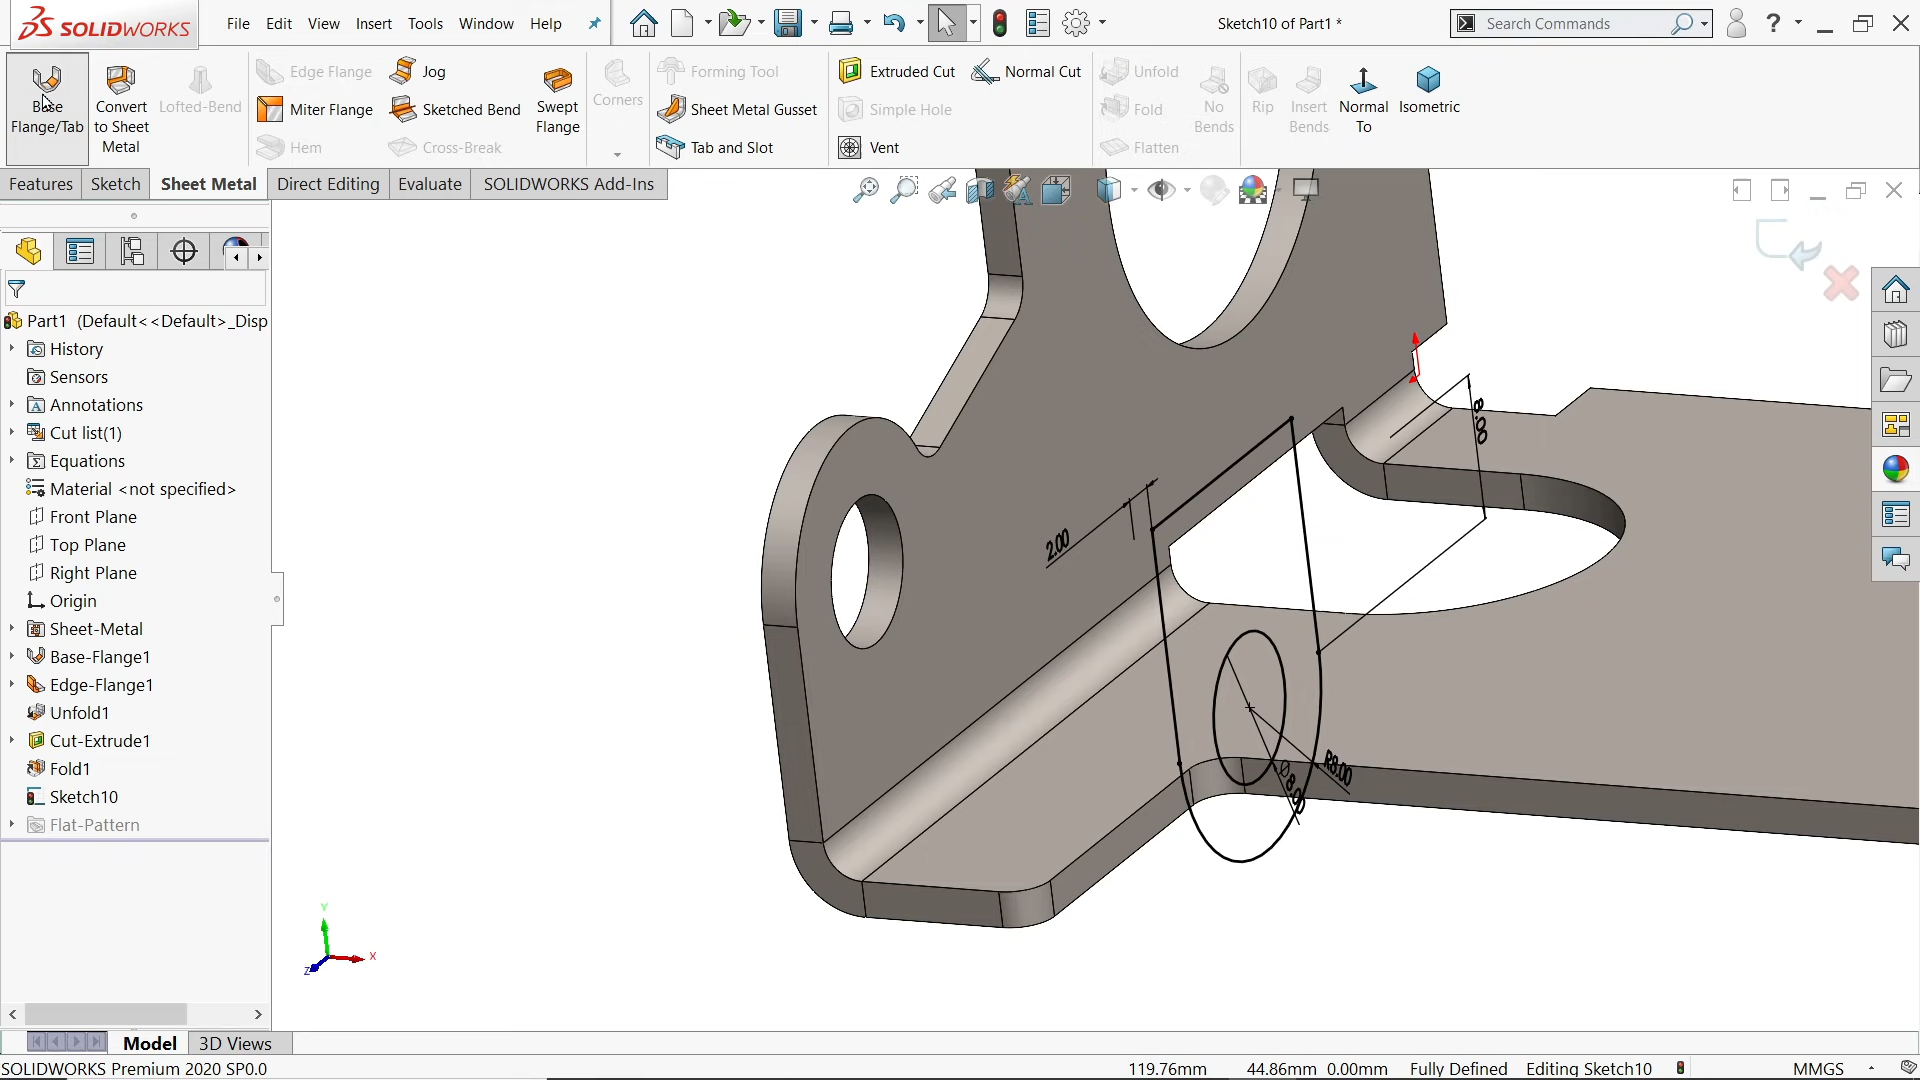 SOLIDWORKS
File Edit View Insert Tools Window Help
Sketch10 of Part1 *
Search Commands
?
Base Flange/Tab
Convert to Sheet Metal
Lofted-Bend
Edge Flange
Miter Flange
Hem
Jog
Sketched Bend
Cross-Break
Swept Flange
Corners
Forming Tool
Sheet Metal Gusset
Tab and Slot
Extruded Cut
Simple Hole
Vent
Normal Cut
Unfold
Fold
Flatten
No Bends
Rip
Insert Bends
Normal To
Isometric
Features Sketch Sheet Metal Direct Editing Evaluate SOLIDWORKS Add-Ins
Part1 (Default<<Default>_Disp
History
Sensors
Annotations
Cut list(1)
Equations
Material <not specified>
Front Plane
Top Plane
Right Plane
Origin
Sheet-Metal
Base-Flange1
Edge-Flange1
Unfold1
Cut-Extrude1
Fold1
Sketch10
Flat-Pattern
8.00
2.00
R8.00
∅8.00
Y
X
Z
Model 3D Views
SOLIDWORKS Premium 2020 SP0.0
119.76mm 44.86mm 0.00mm Fully Defined Editing Sketch10 MMGS